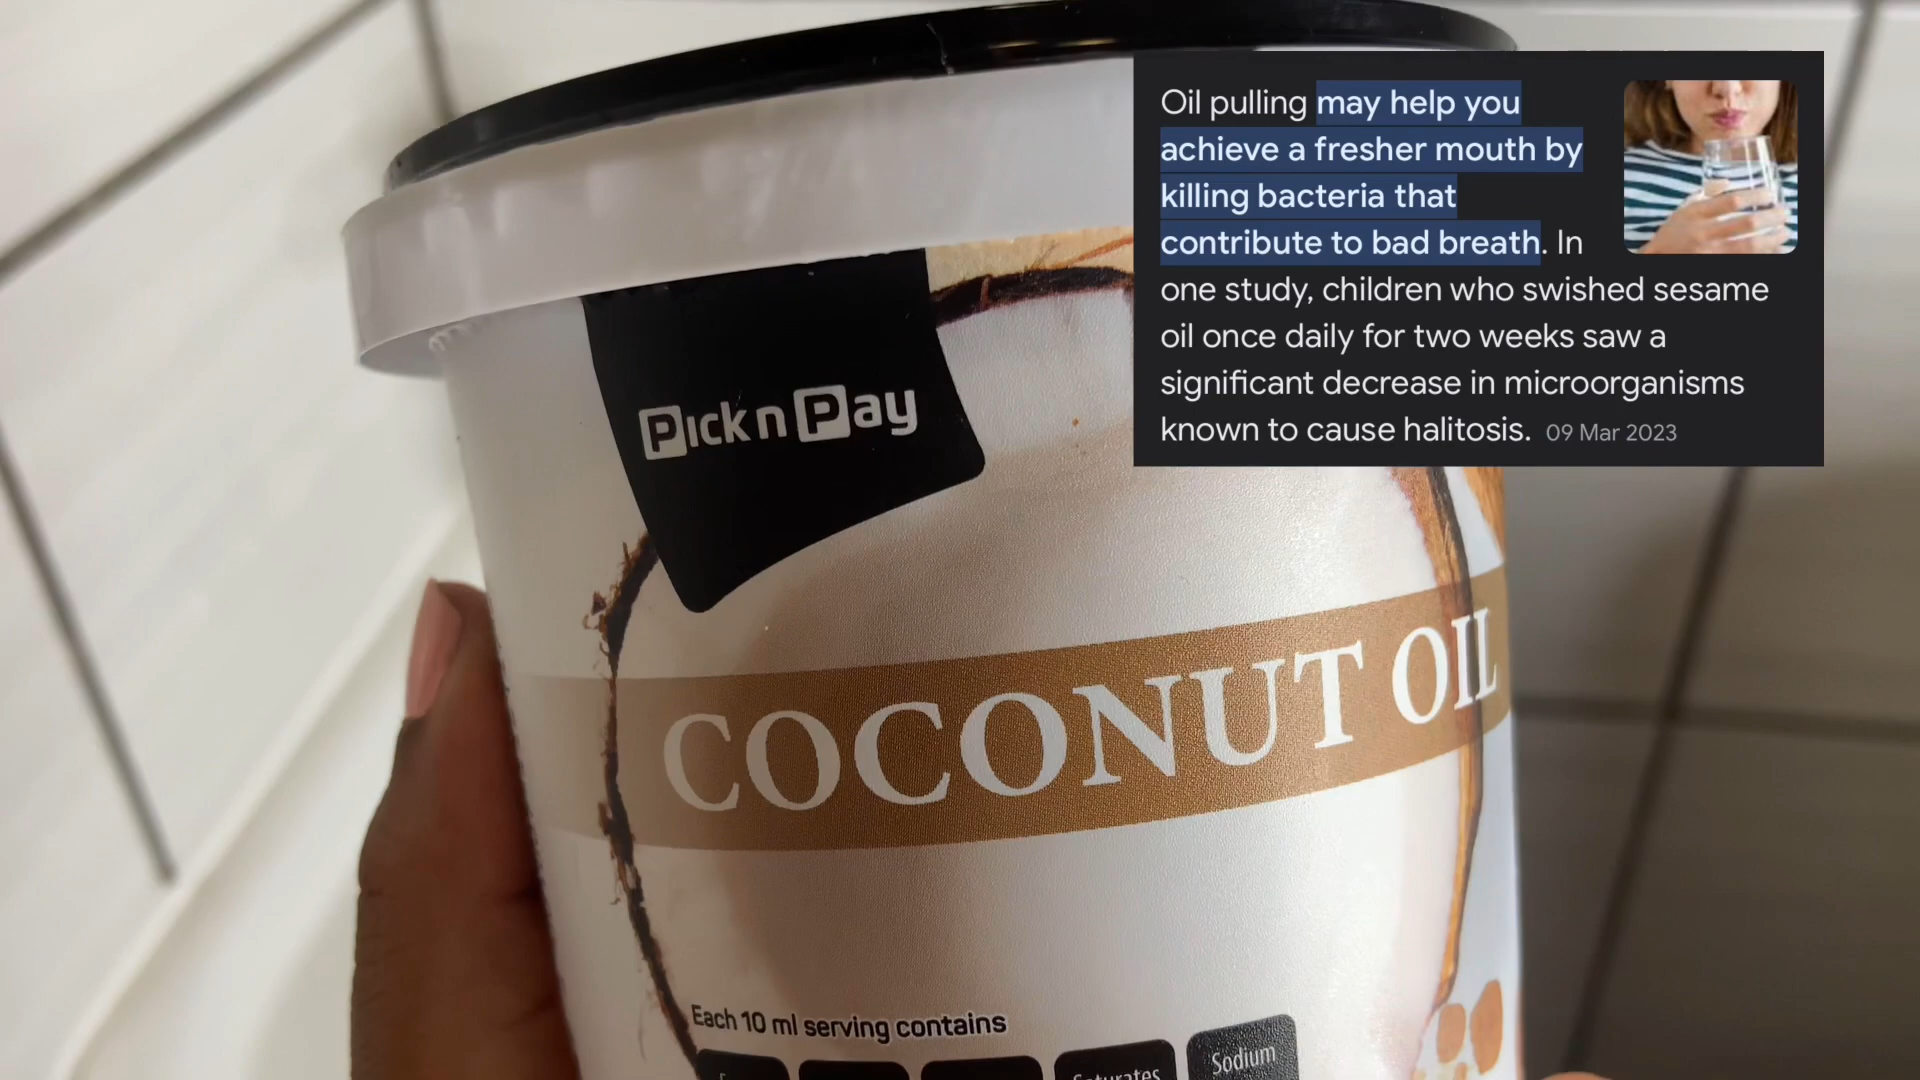 Oil pulling may help you
achieve a fresher mouth by
killing bacteria that
contribute to bad breath. In
one study, children who swished sesame
oil once daily for two weeks saw a
significant decrease in microorganisms
known to cause halitosis. 09 Mar 2023
Pick n Pay
COCONUT OIL
Each 10 ml serving contains
Saturates
Sodium